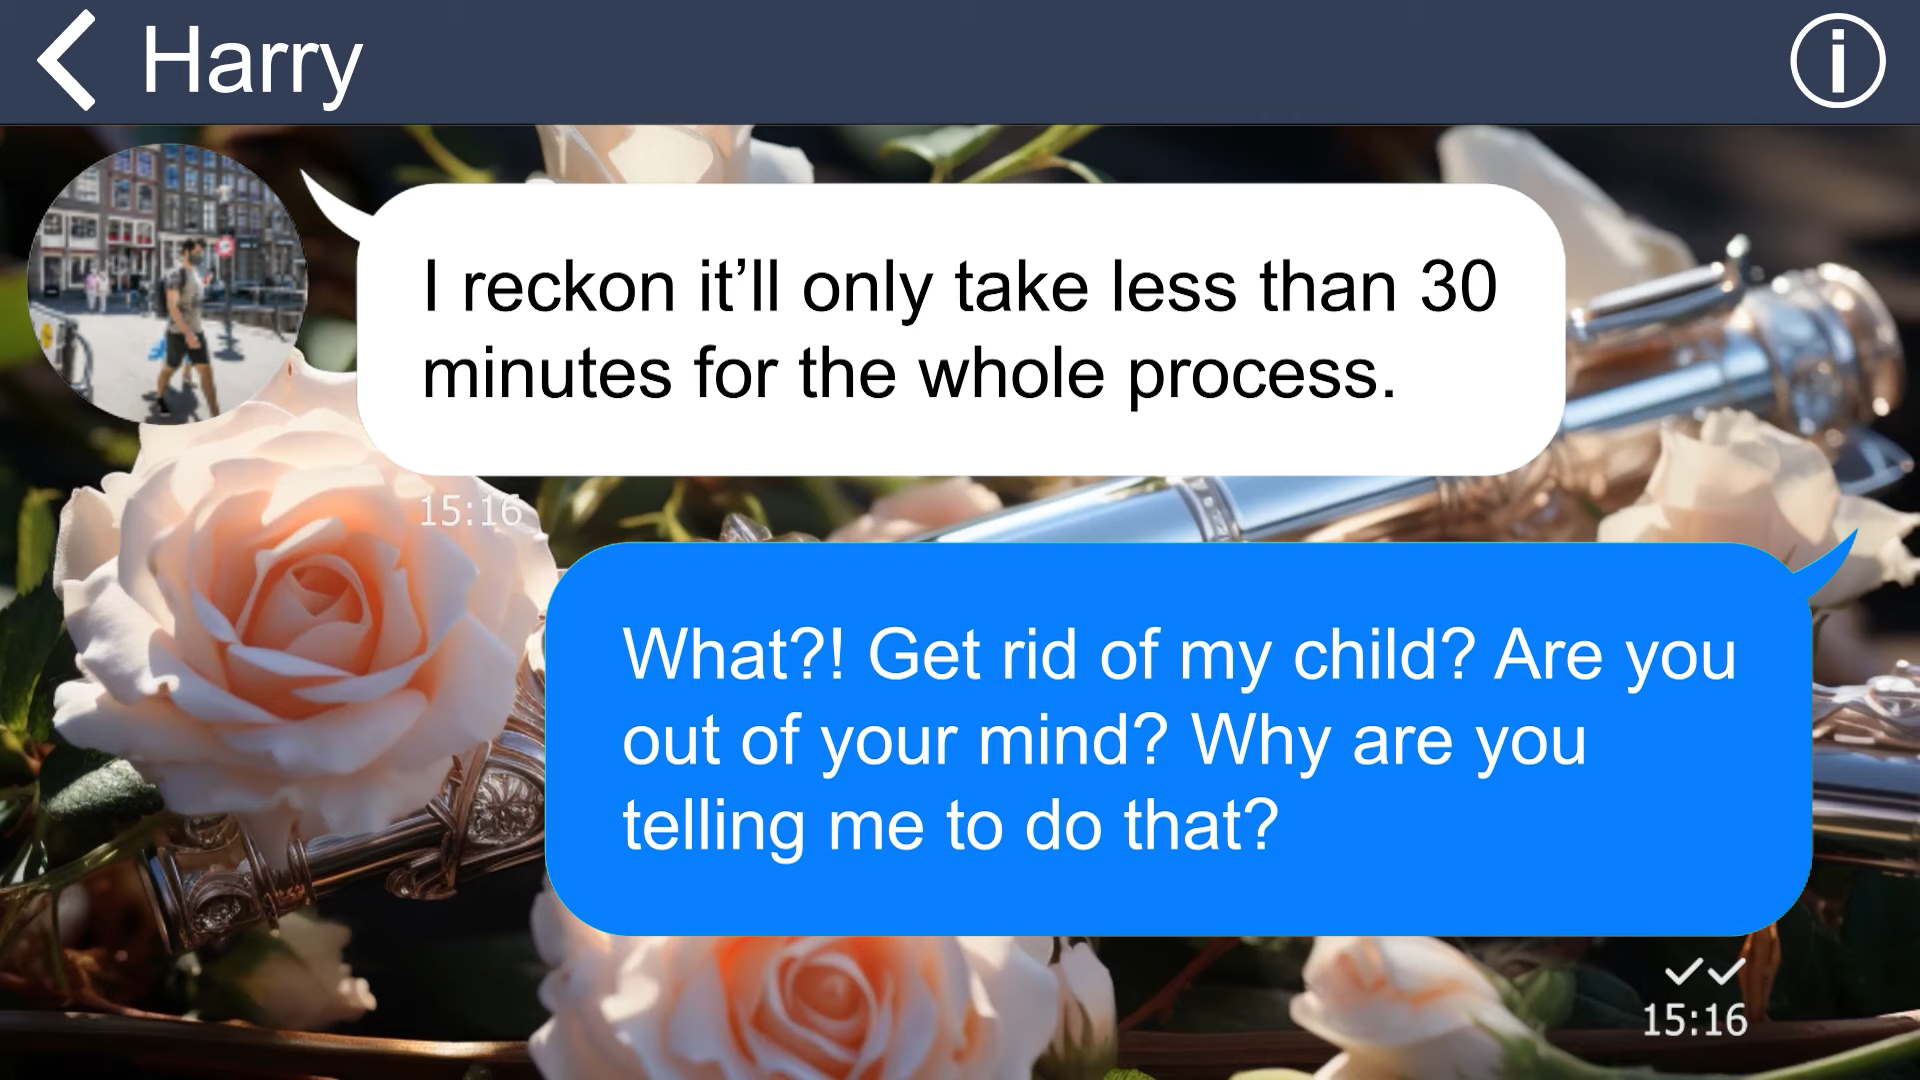 Harry
I reckon it’ll only take less than 30
minutes for the whole process.
15:16
What?! Get rid of my child? Are you
out of your mind? Why are you
telling me to do that?
15:16